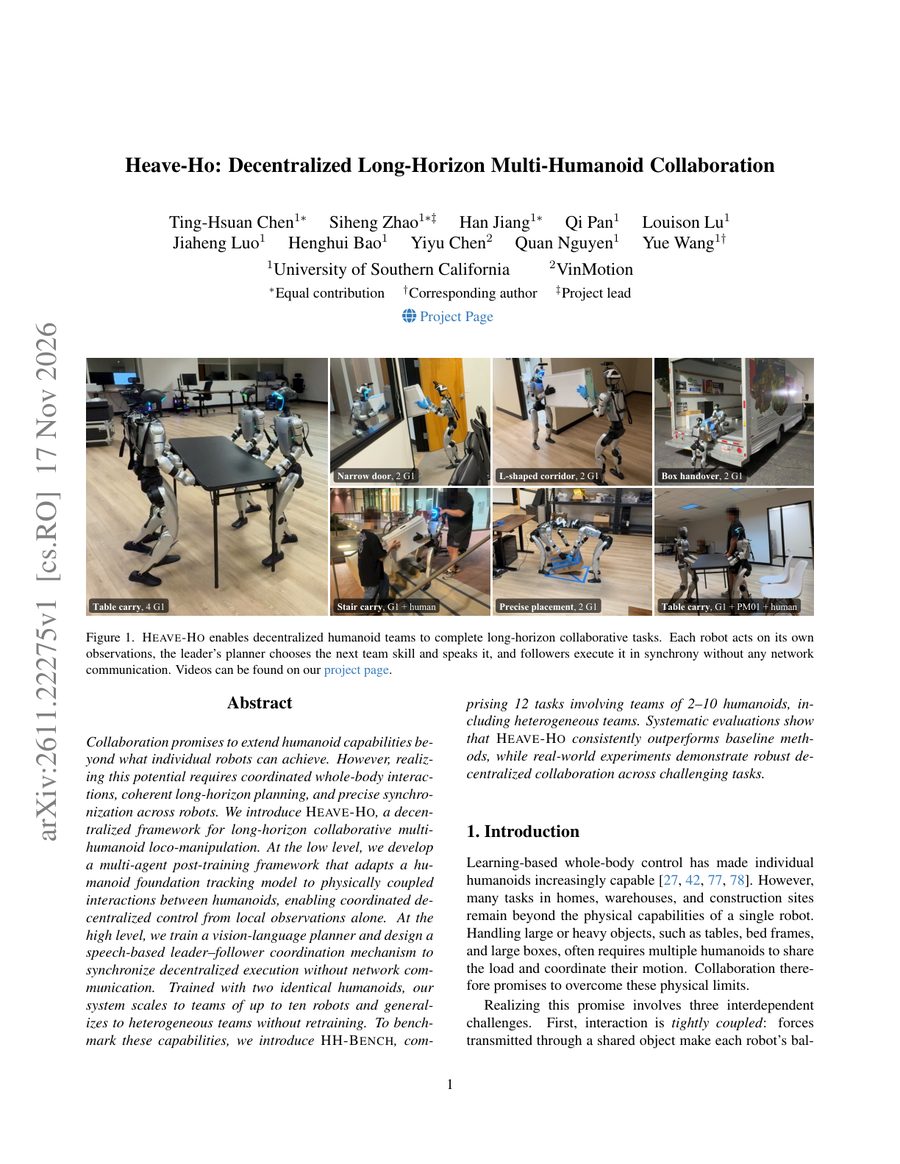 Heave-Ho: Decentralized Long-Horizon Multi-Humanoid Collaboration
Ting-Hsuan Chen1∗ Siheng Zhao1∗‡ Han Jiang1∗ Qi Pan1 Louison Lu1
Jiaheng Luo1 Henghui Bao1 Yiyu Chen2 Quan Nguyen1 Yue Wang1†
1University of Southern California 2VinMotion
∗Equal contribution †Corresponding author ‡Project lead
Project Page
arXiv:2611.22275v1 [cs.RO] 17 Nov 2026
Table carry, 4 G1
Narrow door, 2 G1
L-shaped corridor, 2 G1
Box handover, 2 G1
Stair carry, G1 + human
Precise placement, 2 G1
Table carry, G1 + PM01 + human
Figure 1. HEAVE-HO enables decentralized humanoid teams to complete long-horizon collaborative tasks. Each robot acts on its own
observations, the leader's planner chooses the next team skill and speaks it, and followers execute it in synchrony without any network
communication. Videos can be found on our project page.
Abstract
Collaboration promises to extend humanoid capabilities be-
yond what individual robots can achieve. However, realiz-
ing this potential requires coordinated whole-body interac-
tions, coherent long-horizon planning, and precise synchro-
nization across robots. We introduce HEAVE-HO, a decen-
tralized framework for long-horizon collaborative multi-
humanoid loco-manipulation. At the low level, we develop
a multi-agent post-training framework that adapts a hu-
manoid foundation tracking model to physically coupled
interactions between humanoids, enabling coordinated de-
centralized control from local observations alone. At the
high level, we train a vision-language planner and design a
speech-based leader–follower coordination mechanism to
synchronize decentralized execution without network com-
munication. Trained with two identical humanoids, our
system scales to teams of up to ten robots and general-
izes to heterogeneous teams without retraining. To bench-
mark these capabilities, we introduce HH-BENCH, com-
prising 12 tasks involving teams of 2–10 humanoids, in-
cluding heterogeneous teams. Systematic evaluations show
that HEAVE-HO consistently outperforms baseline meth-
ods, while real-world experiments demonstrate robust de-
centralized collaboration across challenging tasks.
1. Introduction
Learning-based whole-body control has made individual
humanoids increasingly capable [27, 42, 77, 78]. However,
many tasks in homes, warehouses, and construction sites
remain beyond the physical capabilities of a single robot.
Handling large or heavy objects, such as tables, bed frames,
and large boxes, often requires multiple humanoids to share
the load and coordinate their motion. Collaboration there-
fore promises to overcome these physical limits.
Realizing this promise involves three interdependent
challenges. First, interaction is tightly coupled: forces
transmitted through a shared object make each robot's bal-
1